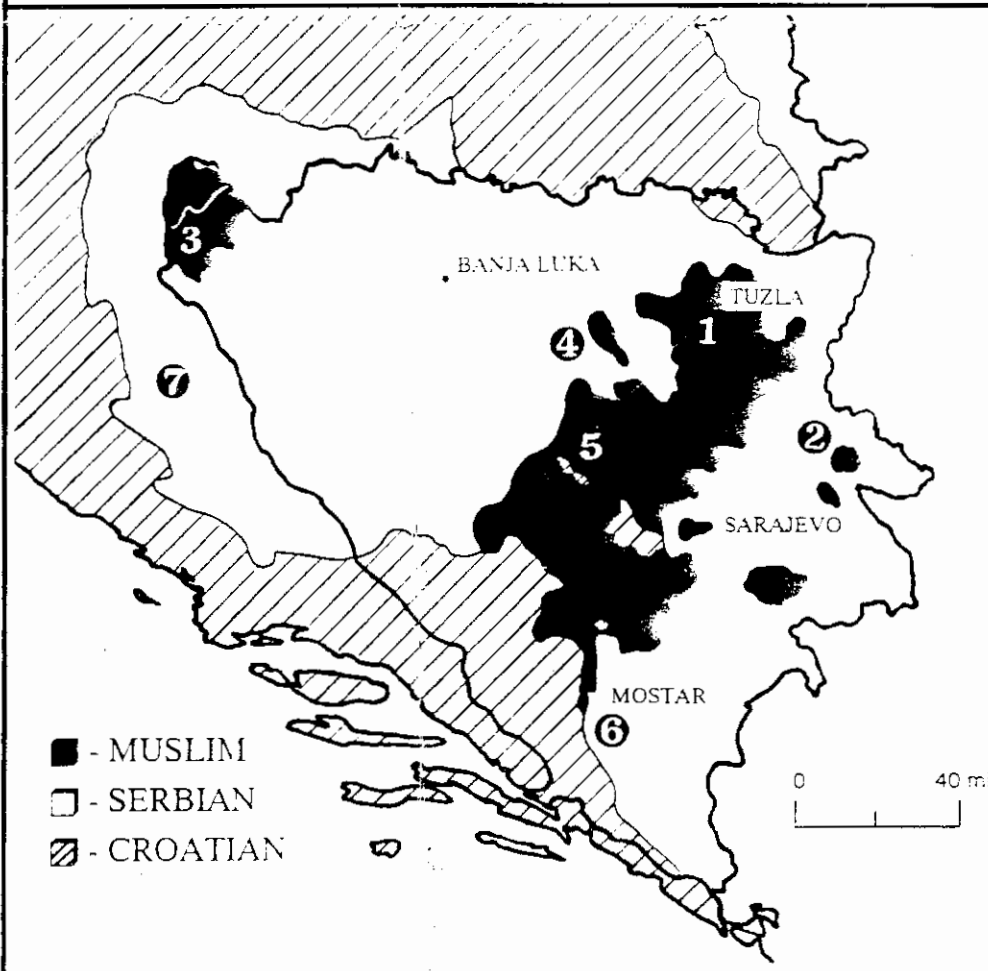 3
BANJA LUKA
TUZLA
1
4
7
5
2
SARAJEVO
MOSTAR
6
- MUSLIM
- SERBIAN
- CROATIAN
0 40 m